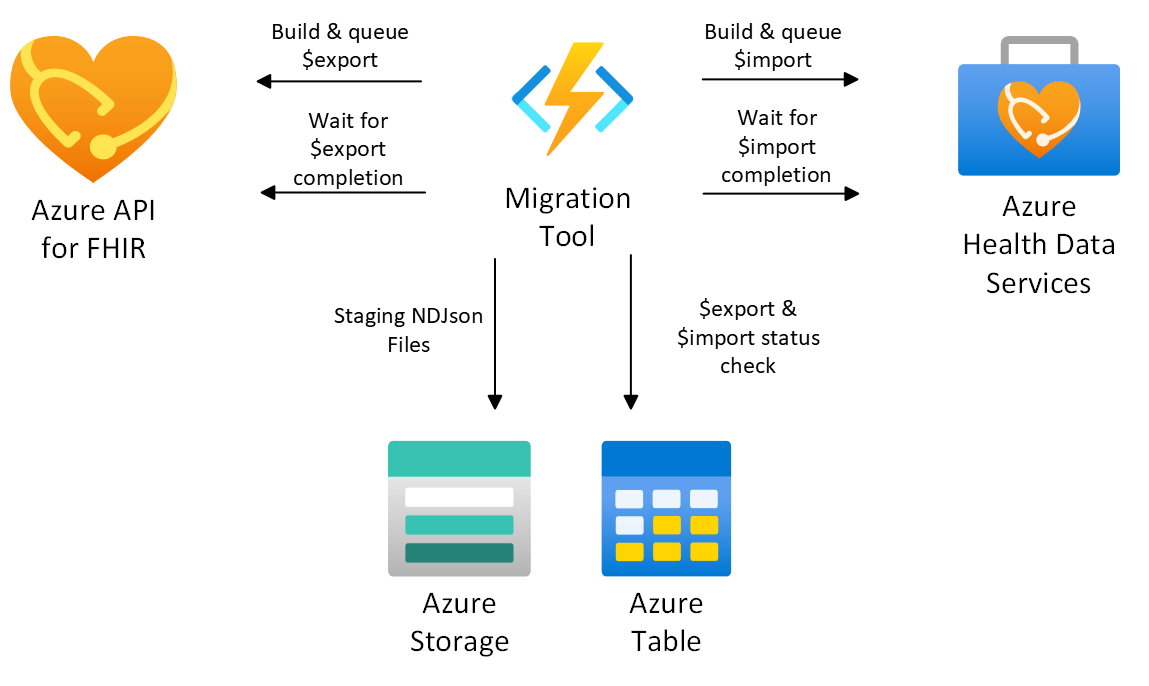 Build & queue
$export
Wait for
$export
completion
Azure API
for FHIR
Migration
Tool
Build & queue
$import
Wait for
$import
completion
Azure
Health Data
Services
Staging NDJson
Files
$export &
$import status
check
Azure
Storage
Azure
Table